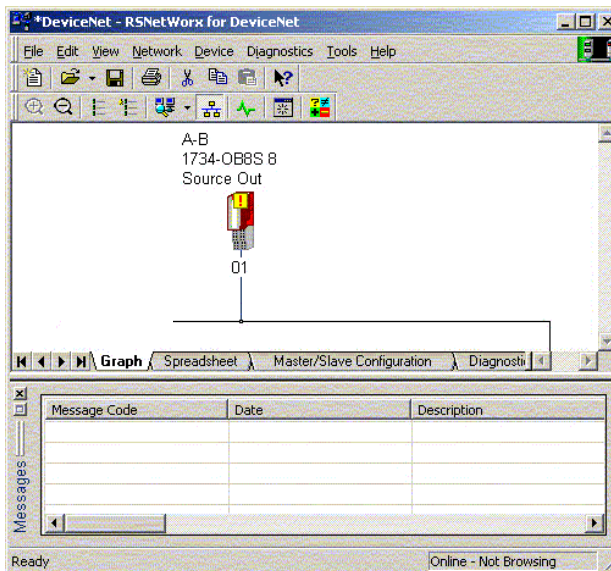 *DeviceNet - RSNetWorx for DeviceNet
File Edit View Network Device Diagnostics Tools Help
A-B
1734-OB8S 8
Source Out
01
Graph Spreadsheet Master/Slave Configuration Diagnosti
Message Code Date Description
Messages
Ready Online - Not Browsing